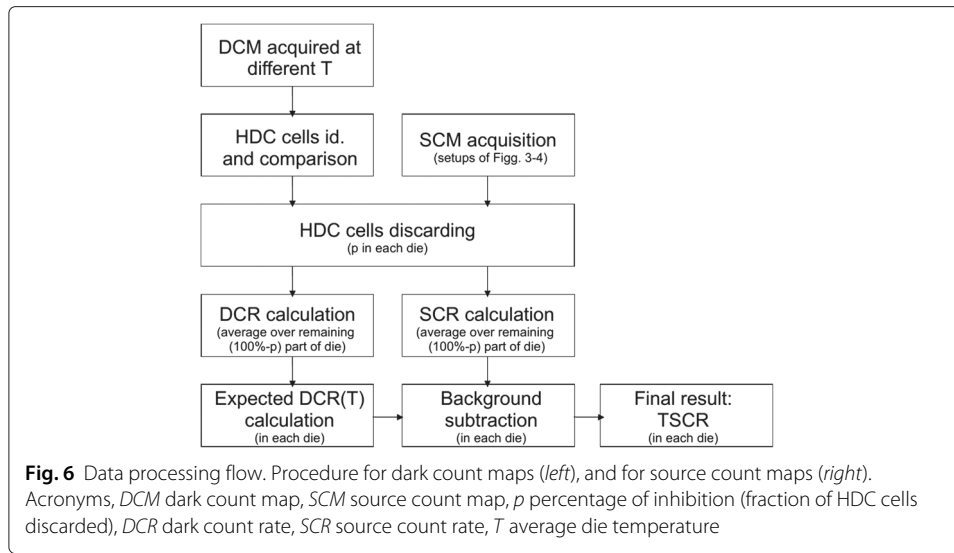 DCM acquired at
different T
HDC cells id.
and comparison
SCM acquisition
(setups of Figg. 3-4)
HDC cells discarding
(p in each die)
DCR calculation
(average over remaining
(100%-p) part of die)
SCR calculation
(average over remaining
(100%-p) part of die)
Expected DCR(T)
calculation
(in each die)
Background
subtraction
(in each die)
Final result:
TSCR
(in each die)
Fig. 6 Data processing flow. Procedure for dark count maps (left), and for source count maps (right).
Acronyms, DCM dark count map, SCM source count map, p percentage of inhibition (fraction of HDC cells
discarded), DCR dark count rate, SCR source count rate, T average die temperature